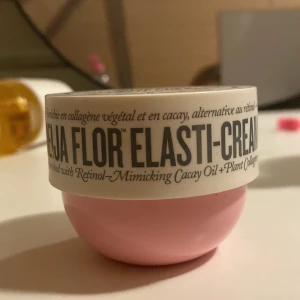 en collagène végétal et en cacay, alternative au rétinol
JA FLOR™ ELASTI-CREAM
with Retinol-Mimicking Cacay Oil + Plant Collagen